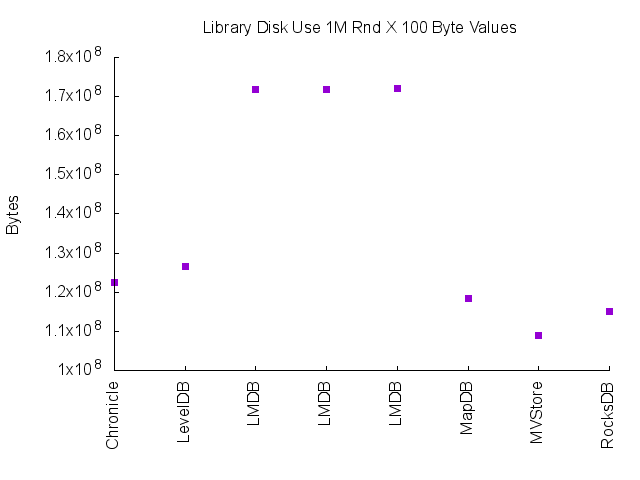 Library Disk Use 1M Rnd X 100 Byte Values
1.8x10^8
1.7x10^8
1.6x10^8
1.5x10^8
1.4x10^8
1.3x10^8
1.2x10^8
1.1x10^8
1x10^8
Bytes
Chronicle
LevelDB
LMDB
LMDB
LMDB
MapDB
MVStore
RocksDB